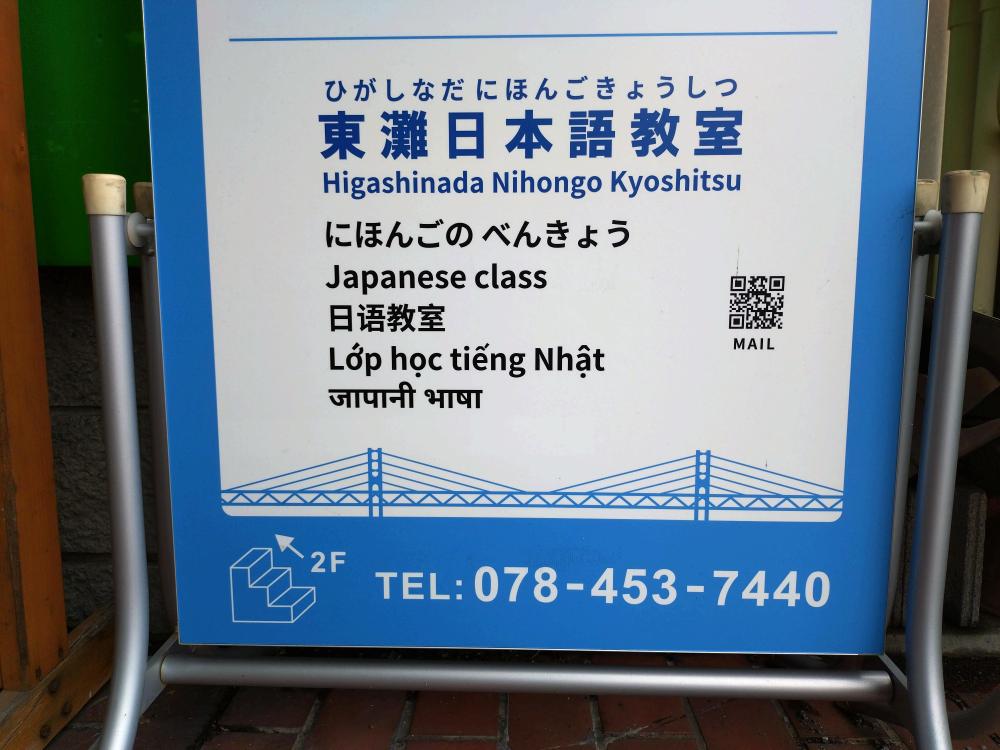 ひがしなだ にほんごきょうしつ
東灘日本語教室
Higashinada Nihongo Kyoshitsu
にほんごの べんきょう
Japanese class
日语教室
Lớp học tiếng Nhật
जापानी भाषा
MAIL
2F
TEL:078-453-7440